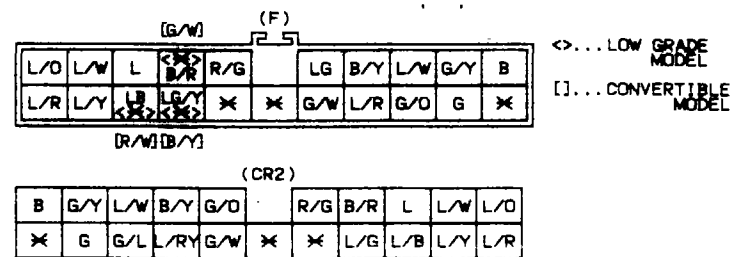 [G/W] (F)
L/O L/W L <※> B/R R/G LG B/Y L/W G/Y B
L/R L/Y LB <※> LG/Y <※> ※ ※ G/W L/R G/O G ※
[R/W] [B/Y]
<>...LOW GRADE
MODEL
[]...CONVERTIBLE
MODEL
(CR2)
B G/Y L/W B/Y G/O R/G B/R L L/W L/O
※ G G/L L/RY G/W ※ ※ L/G L/B L/Y L/R